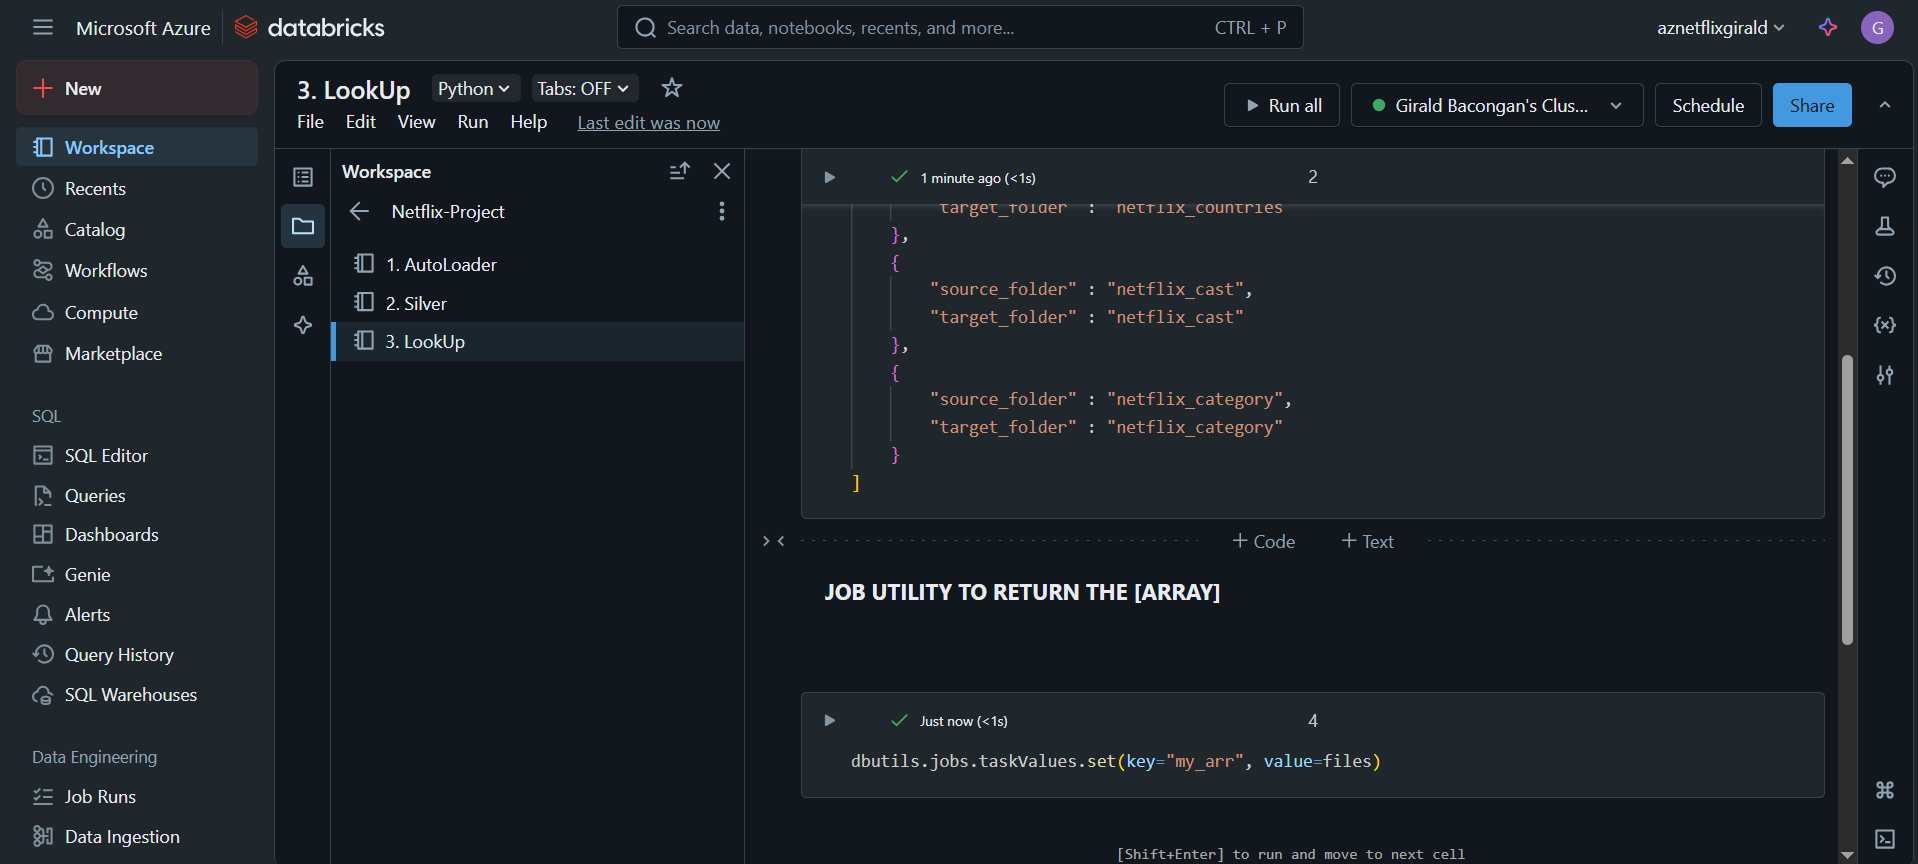 Microsoft Azure
databricks
Search data, notebooks, recents, and more...
CTRL + P
aznetflixgirald
G
New
Workspace
Recents
Catalog
Workflows
Compute
Marketplace
SQL
SQL Editor
Queries
Dashboards
Genie
Alerts
Query History
SQL Warehouses
Data Engineering
Job Runs
Data Ingestion
3. LookUp
Python
Tabs: OFF
File
Edit
View
Run
Help
Last edit was now
Run all
Girald Bacongan's Clus...
Schedule
Share
Workspace
Netflix-Project
1. AutoLoader
2. Silver
3. LookUp
1 minute ago (<1s)
2
target_folder : netflix_countries
},
{
"source_folder" : "netflix_cast",
"target_folder" : "netflix_cast"
},
{
"source_folder" : "netflix_category",
"target_folder" : "netflix_category"
}
]
+ Code
+ Text
JOB UTILITY TO RETURN THE [ARRAY]
Just now (<1s)
4
dbutils.jobs.taskValues.set(key="my_arr", value=files)
[Shift+Enter] to run and move to next cell